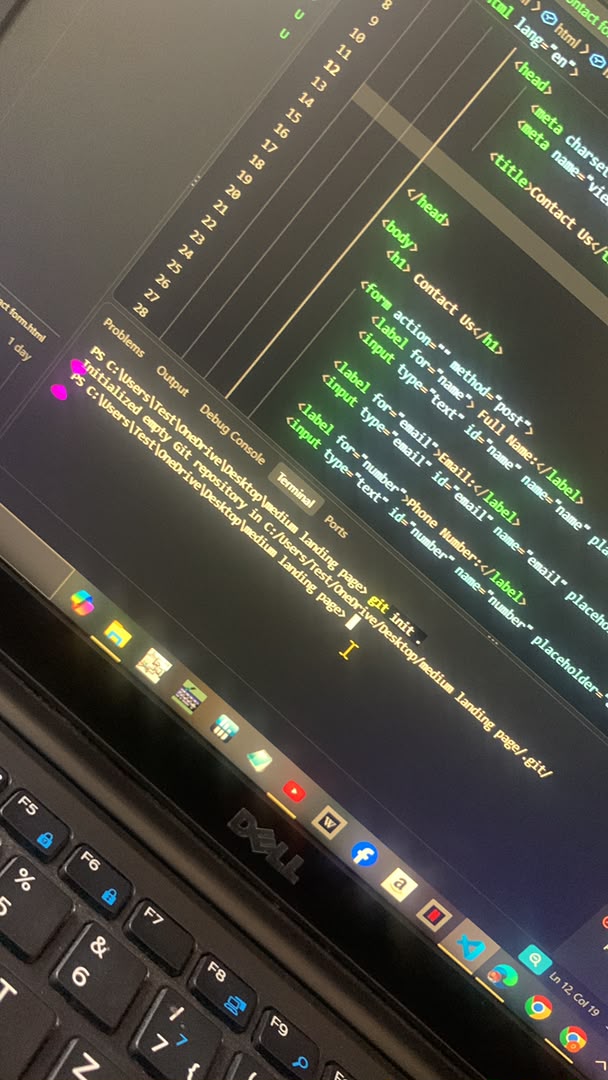 U
U
8
9
10
11
12
13
14
15
16
17
18
19
20
21
22
23
24
25
26
27
28
html
html lang="en">
<head>
<meta charset
<meta name="vie
<title>Contact Us</t
</head>
<body>
<h1> Contact Us</h1>
<form action="" method="post">
<label for="name"> Full Name:</label>
<input type="text" id="name" name="name" pla
<label for="email">Email:</label>
<input type="email" id="email" name="email" placeho
<label for="number">Phone Number:</label>
<input type="text" id="number" name="number" placeholder=
form.html
1 day
Problems Output Debug Console Terminal Ports
PS C:\Users\Test\OneDrive\Desktop\medium landing page> git init .
Initialized empty Git repository in C:/Users/Test/OneDrive/Desktop/medium landing page/.git/
PS C:\Users\Test\OneDrive\Desktop\medium landing page>
W
f
a
Ln 12, Col 19
DELL
F5
F6
F7
F8
F9
%
5
&
6
/
7
7
{
T
Z